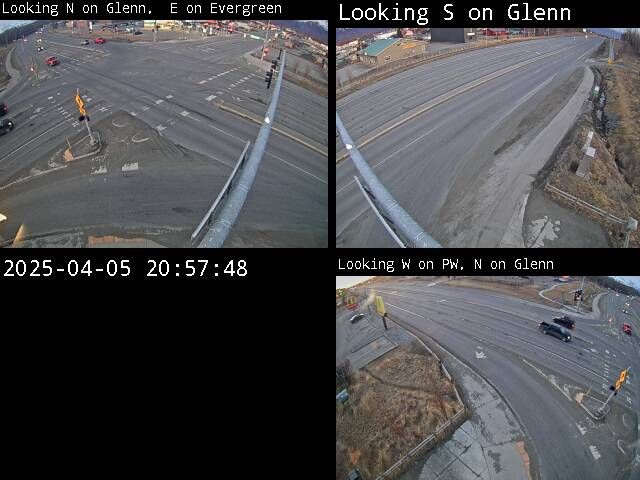 Looking N on Glenn,  E on Evergreen
Looking S on Glenn
2025-04-05 20:57:48
Looking W on PW, N on Glenn